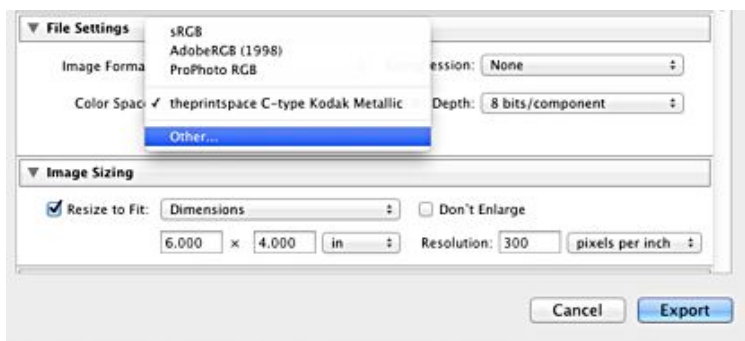 ▼ File Settings
sRGB
AdobeRGB (1998)
ProPhoto RGB
Image Forma
ession: None
Color Space ✓ theprintspace C-type Kodak Metallic
Depth: 8 bits/component
Other...
▼ Image Sizing
Resize to Fit: Dimensions
Don't Enlarge
6.000 × 4.000 in
Resolution: 300 pixels per inch
Cancel
Export